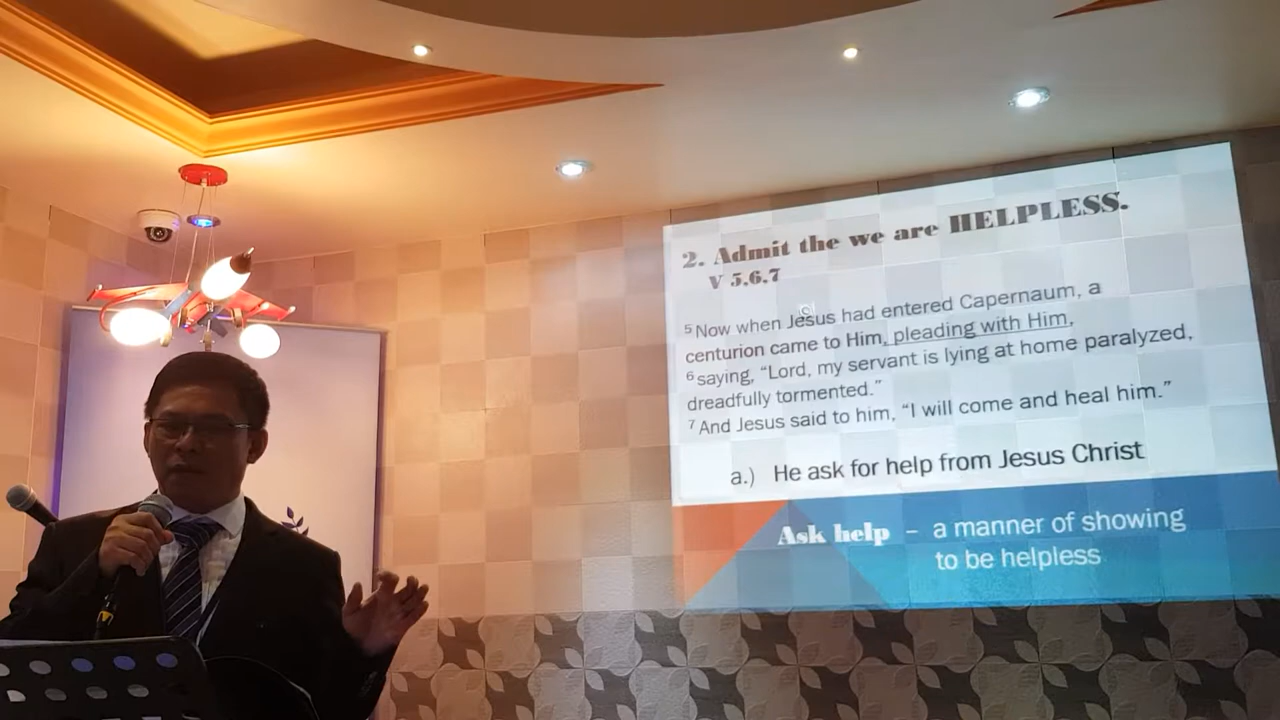 2. Admit the we are HELPLESS.
V 5,6,7
⁵ Now when Jesus had entered Capernaum, a
centurion came to Him, pleading with Him,
⁶ saying, “Lord, my servant is lying at home paralyzed,
dreadfully tormented.”
⁷ And Jesus said to him, “I will come and heal him.”
a.) He ask for help from Jesus Christ
Ask help – a manner of showing
to be helpless